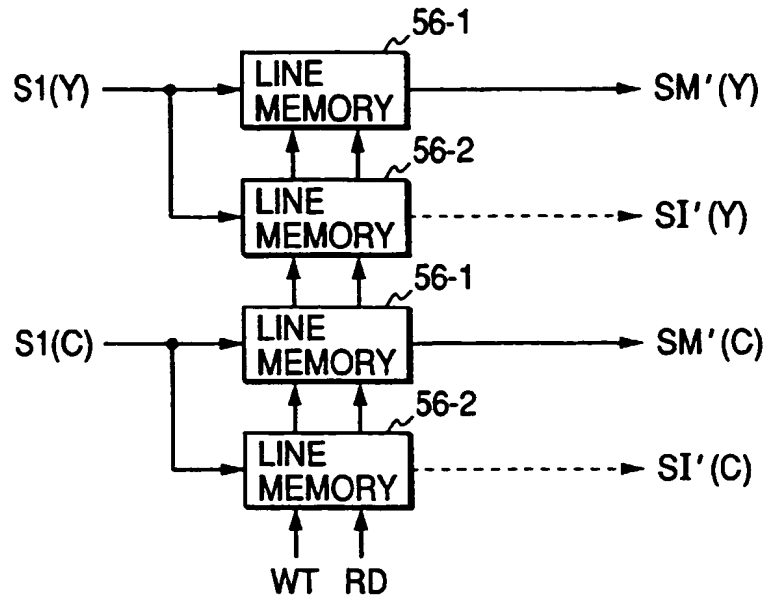 56-1
S1(Y)
LINE
MEMORY
SM'(Y)
56-2
LINE
MEMORY
SI'(Y)
56-1
S1(C)
LINE
MEMORY
SM'(C)
56-2
LINE
MEMORY
SI'(C)
WT RD